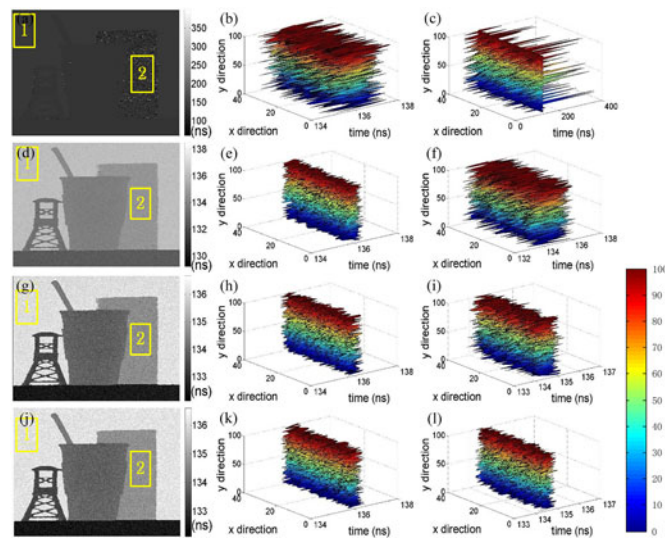 (a)
1
2
350
300
250
200
150
100
(ns)
(b)
y direction
100
50
0
40
20
0
x direction
134
136
138
time (ns)
(c)
y direction
100
50
0
40
20
0
x direction
0
200
400
time (ns)
(d)
1
2
138
136
134
132
130
(ns)
(e)
y direction
100
50
0
40
20
0
x direction
134
136
138
time (ns)
(f)
y direction
100
50
0
40
20
0
x direction
132
134
136
138
time (ns)
(g)
1
2
136
135
134
133
(ns)
(h)
y direction
100
50
0
40
20
0
x direction
134
136
138
time (ns)
(i)
y direction
100
50
0
40
20
0
x direction
133
134
135
136
137
time (ns)
(j)
1
2
136
135
134
133
(ns)
(k)
y direction
100
50
0
40
20
0
x direction
134
136
138
time (ns)
(l)
y direction
100
50
0
40
20
0
x direction
133
134
135
136
137
time (ns)
100
90
80
70
60
50
40
30
20
10
0